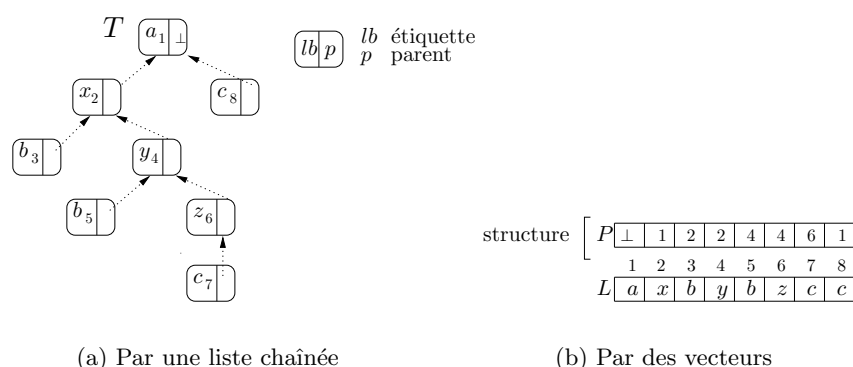 T a₁ ⊥ lb p lb étiquette
p parent
x₂ c₈
b₃ y₄
b₅ z₆
structure P ⊥ 1 2 2 4 4 6 1
1 2 3 4 5 6 7 8
c₇ L a x b y b z c c
(a) Par une liste chaînée (b) Par des vecteurs